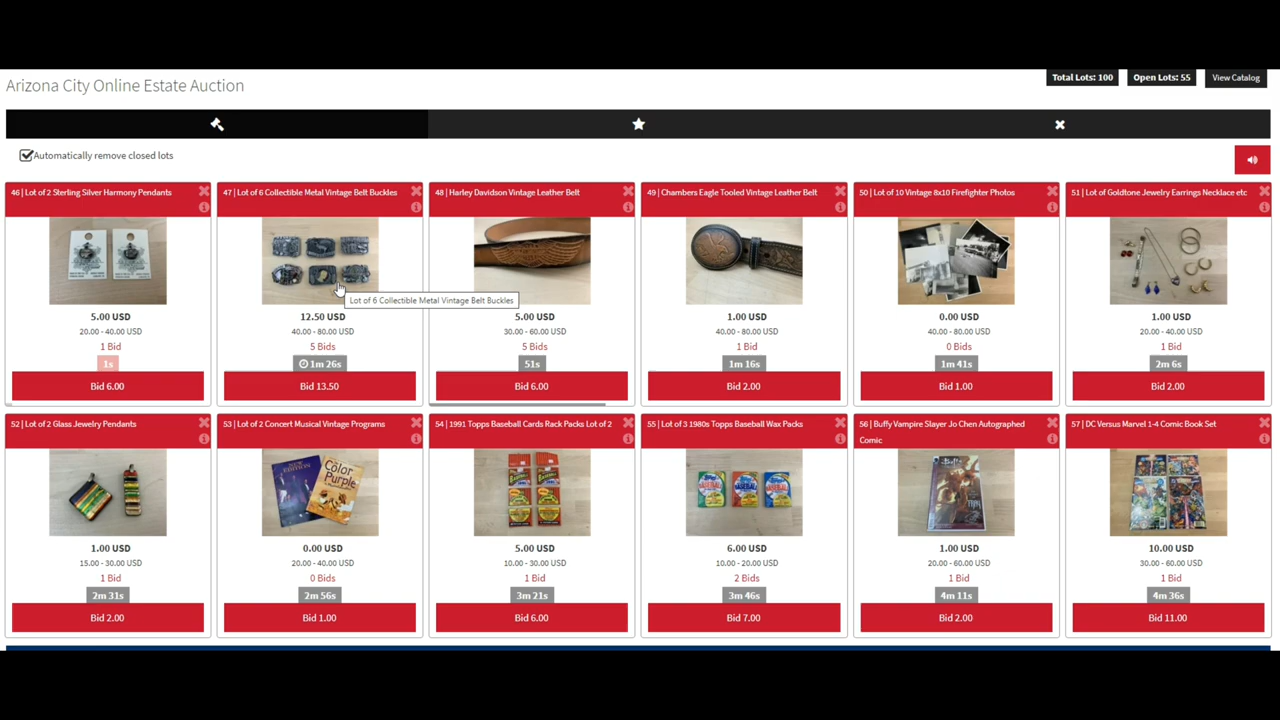 Arizona City Online Estate Auction
Total Lots: 100
Open Lots: 55
View Catalog
Automatically remove closed lots
46 | Lot of 2 Sterling Silver Harmony Pendants
5.00 USD
20.00 - 40.00 USD
1 Bid
1s
Bid 6.00
47 | Lot of 6 Collectible Metal Vintage Belt Buckles
Lot of 6 Collectible Metal Vintage Belt Buckles
12.50 USD
40.00 - 80.00 USD
5 Bids
1m 26s
Bid 13.50
48 | Harley Davidson Vintage Leather Belt
5.00 USD
30.00 - 60.00 USD
5 Bids
51s
Bid 6.00
49 | Chambers Eagle Tooled Vintage Leather Belt
1.00 USD
40.00 - 80.00 USD
1 Bid
1m 16s
Bid 2.00
50 | Lot of 10 Vintage 8x10 Firefighter Photos
0.00 USD
40.00 - 80.00 USD
0 Bids
1m 41s
Bid 1.00
51 | Lot of Goldtone Jewelry Earrings Necklace etc
1.00 USD
20.00 - 40.00 USD
1 Bid
2m 6s
Bid 2.00
52 | Lot of 2 Glass Jewelry Pendants
1.00 USD
15.00 - 30.00 USD
1 Bid
2m 31s
Bid 2.00
53 | Lot of 2 Concert Musical Vintage Programs
Color
Purple
0.00 USD
20.00 - 40.00 USD
0 Bids
2m 56s
Bid 1.00
54 | 1991 Topps Baseball Cards Rack Packs Lot of 2
5.00 USD
10.00 - 30.00 USD
1 Bid
3m 21s
Bid 6.00
55 | Lot of 3 1980s Topps Baseball Wax Packs
6.00 USD
10.00 - 20.00 USD
2 Bids
3m 46s
Bid 7.00
56 | Buffy Vampire Slayer Jo Chen Autographed
Comic
1.00 USD
20.00 - 60.00 USD
1 Bid
4m 11s
Bid 2.00
57 | DC Versus Marvel 1-4 Comic Book Set
10.00 USD
30.00 - 60.00 USD
1 Bid
4m 36s
Bid 11.00